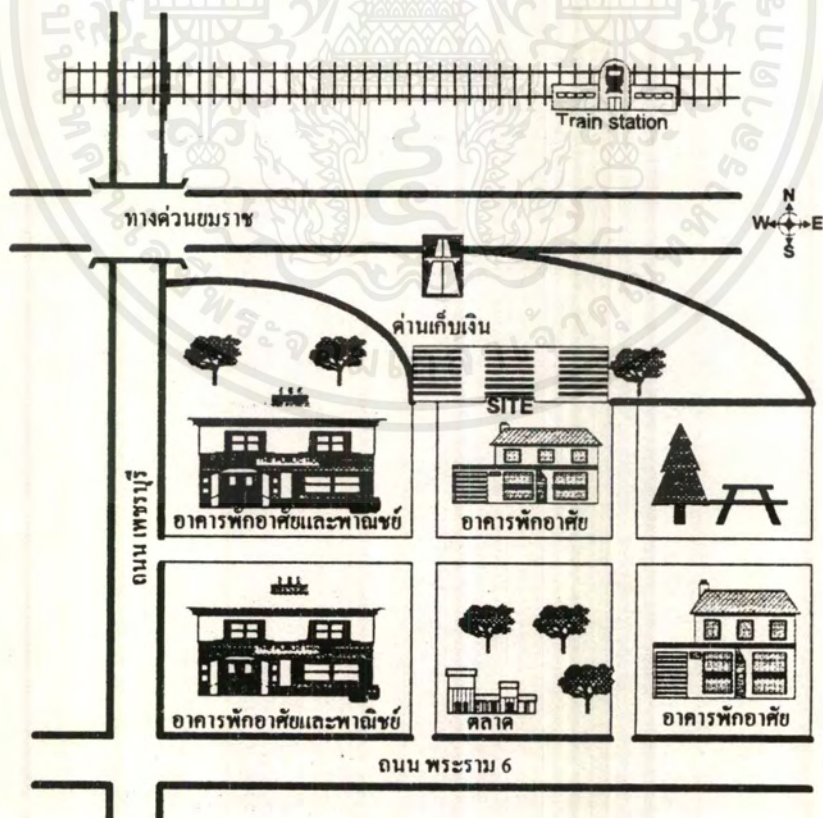 Train station
N
W E
S
ทางด่วนยมราช
ด่านเก็บเงิน
SITE
อาคารพักอาศัยและพาณิชย์
อาคารพักอาศัย
ถนน เพชรบุรี
อาคารพักอาศัยและพาณิชย์
ตลาด
อาคารพักอาศัย
ถนน พระราม 6